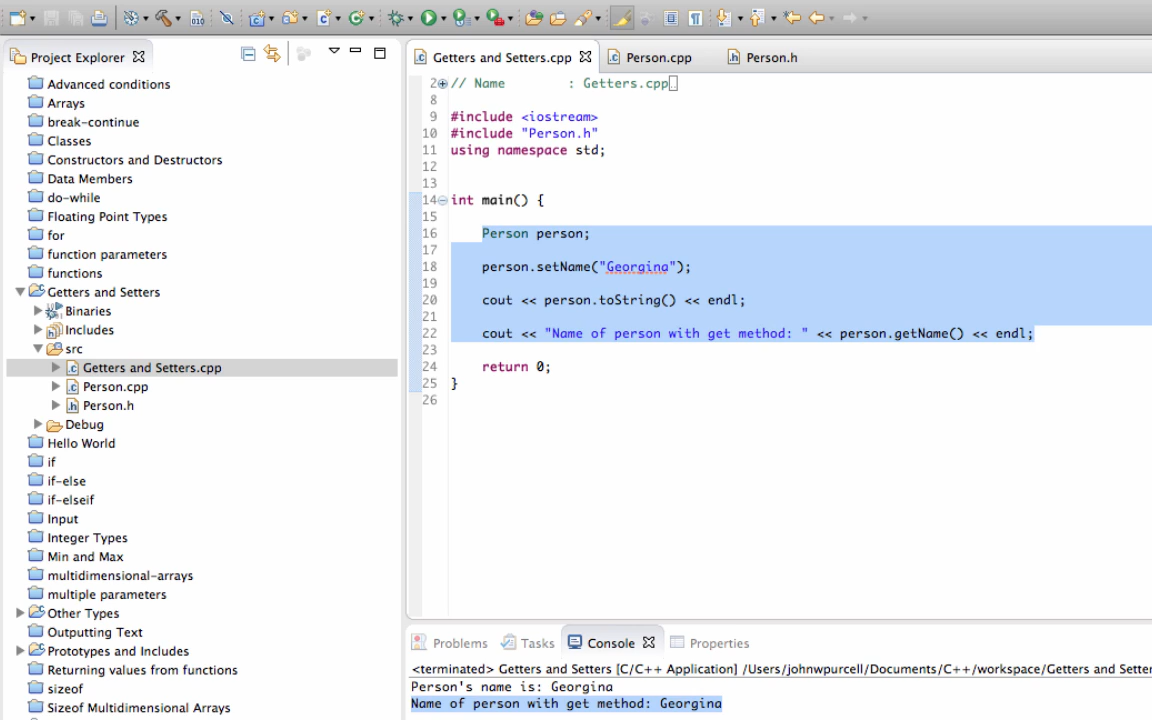 Project Explorer
Advanced conditions
Arrays
break-continue
Classes
Constructors and Destructors
Data Members
do-while
Floating Point Types
for
function parameters
functions
Getters and Setters
Binaries
Includes
src
Getters and Setters.cpp
Person.cpp
Person.h
Debug
Hello World
if
if-else
if-elseif
Input
Integer Types
Min and Max
multidimensional-arrays
multiple parameters
Other Types
Outputting Text
Prototypes and Includes
Returning values from functions
sizeof
Sizeof Multidimensional Arrays
Getters and Setters.cpp Person.cpp Person.h
2 // Name : Getters.cpp
8
9 #include <iostream>
10 #include "Person.h"
11 using namespace std;
12
13
14 int main() {
15
16 Person person;
17
18 person.setName("Georgina");
19
20 cout << person.toString() << endl;
21
22 cout << "Name of person with get method: " << person.getName() << endl;
23
24 return 0;
25 }
26
Problems Tasks Console Properties
<terminated> Getters and Setters [C/C++ Application] /Users/johnwpurcell/Documents/C++/workspace/Getters and Setter
Person's name is: Georgina
Name of person with get method: Georgina